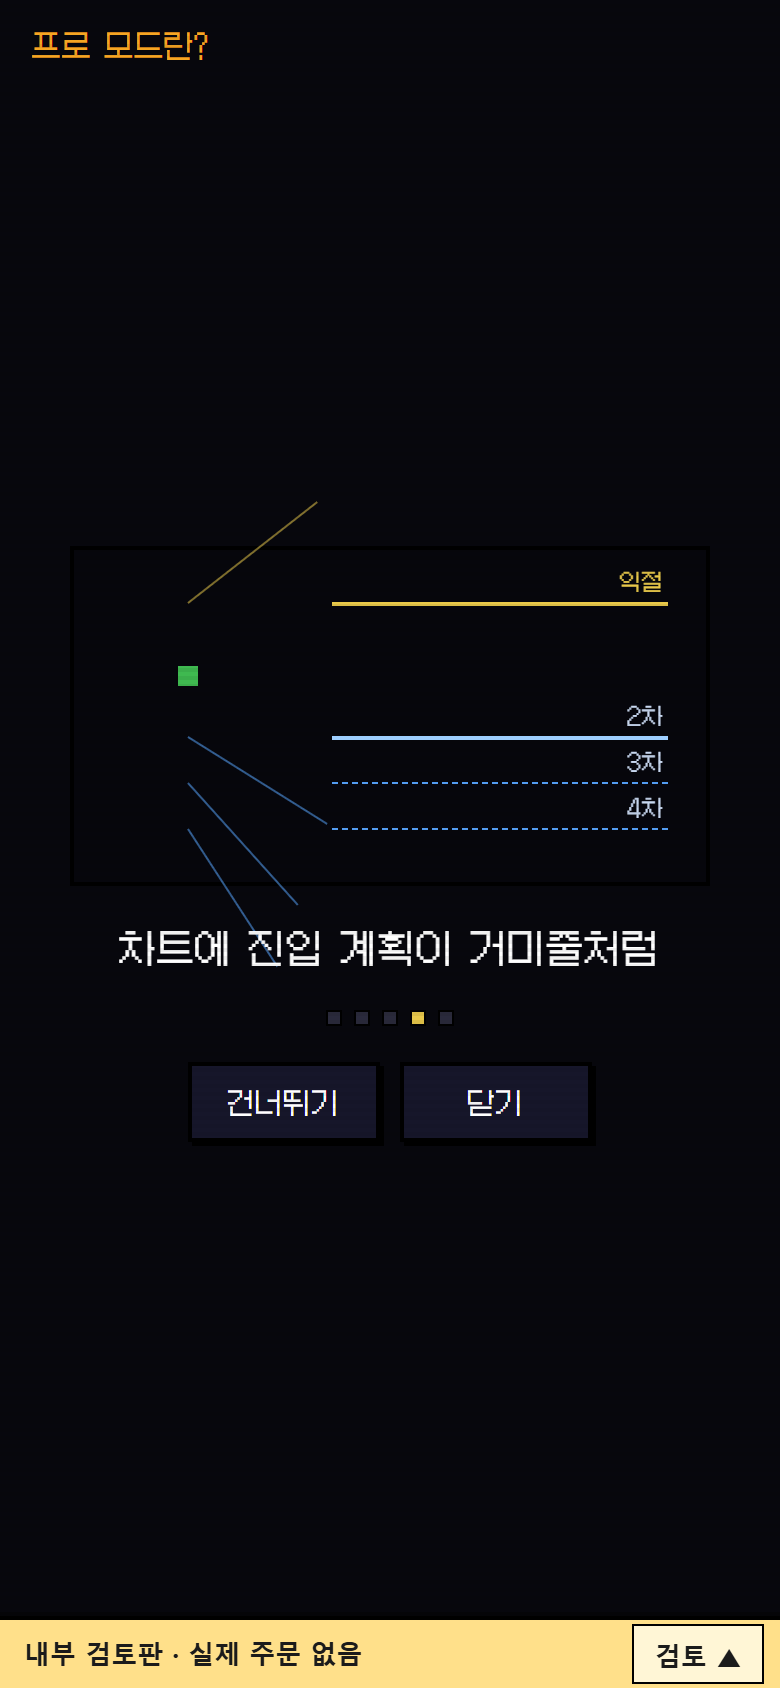 프로 모드란?
익절
2차
3차
4차
차트에 진입 계획이 거미줄처럼
건너뛰기
닫기
내부 검토판 · 실제 주문 없음
검토 ▲